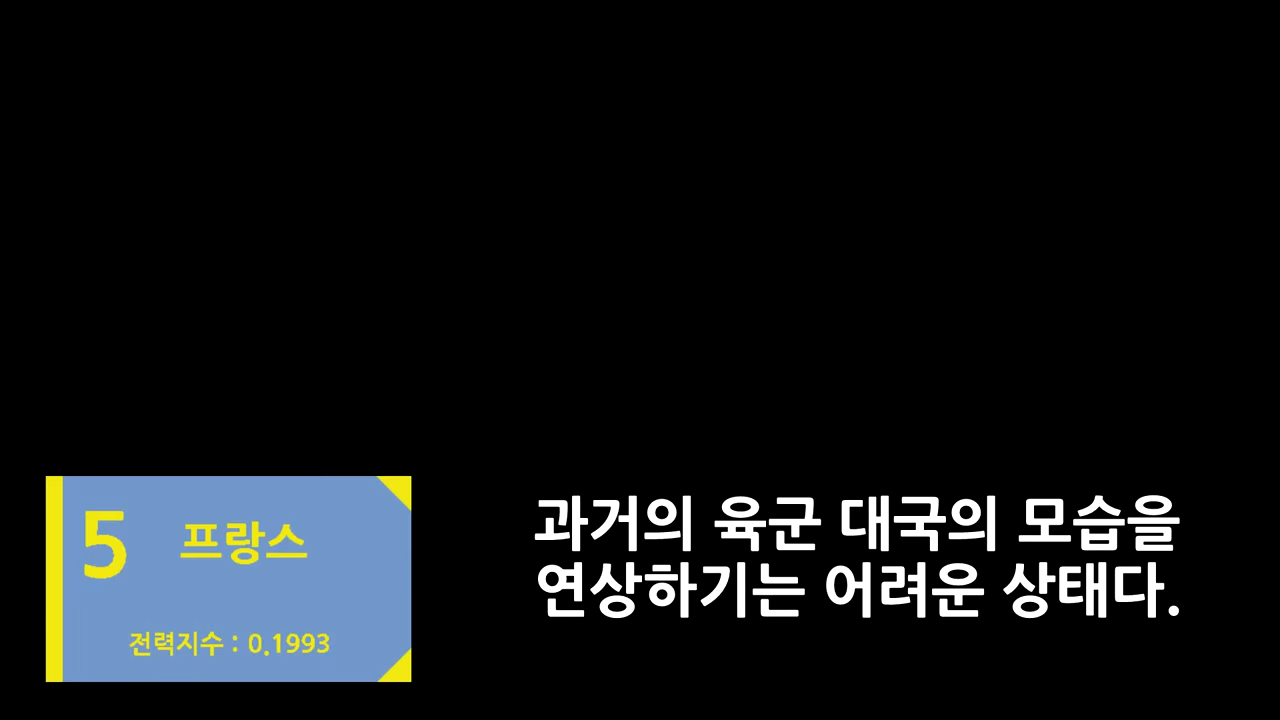 5 프랑스
전력지수 : 0.1993
과거의 육군 대국의 모습을
연상하기는 어려운 상태다.